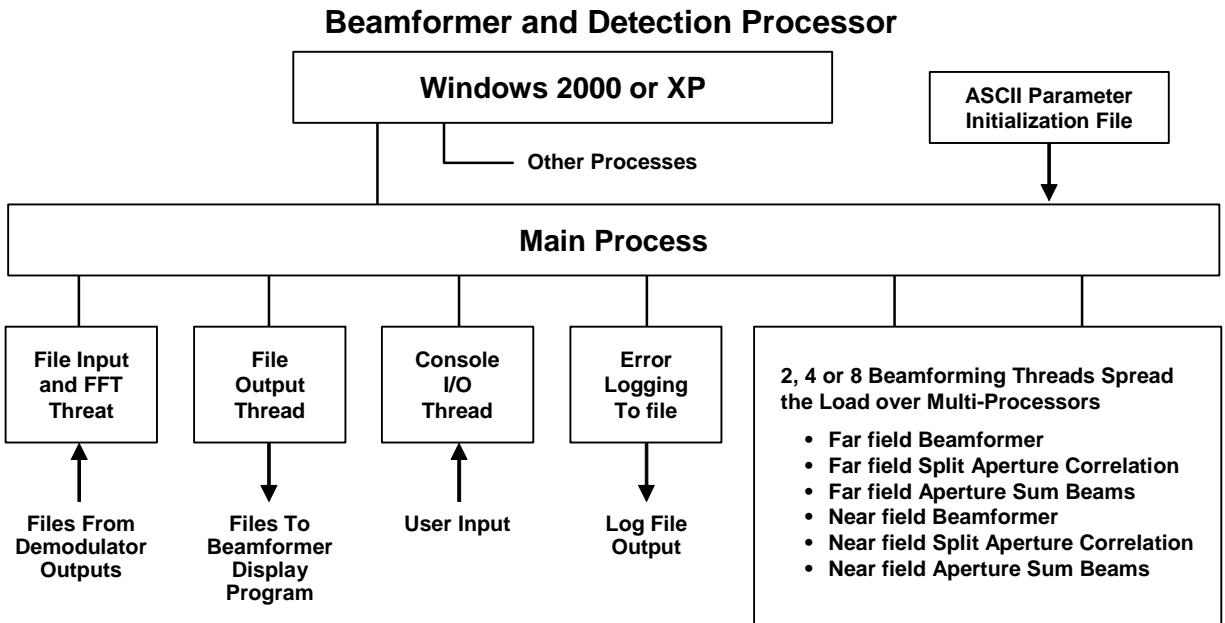 Beamformer and Detection Processor
Windows 2000 or XP
ASCII Parameter
Initialization File
Other Processes
Main Process
File Input
and FFT
Threat
File
Output
Thread
Console
I/O
Thread
Error
Logging
To file
2, 4 or 8 Beamforming Threads Spread
the Load over Multi-Processors
• Far field Beamformer
• Far field Split Aperture Correlation
• Far field Aperture Sum Beams
• Near field Beamformer
• Near field Split Aperture Correlation
• Near field Aperture Sum Beams
Files From
Demodulator
Outputs
Files To
Beamformer
Display
Program
User Input
Log File
Output